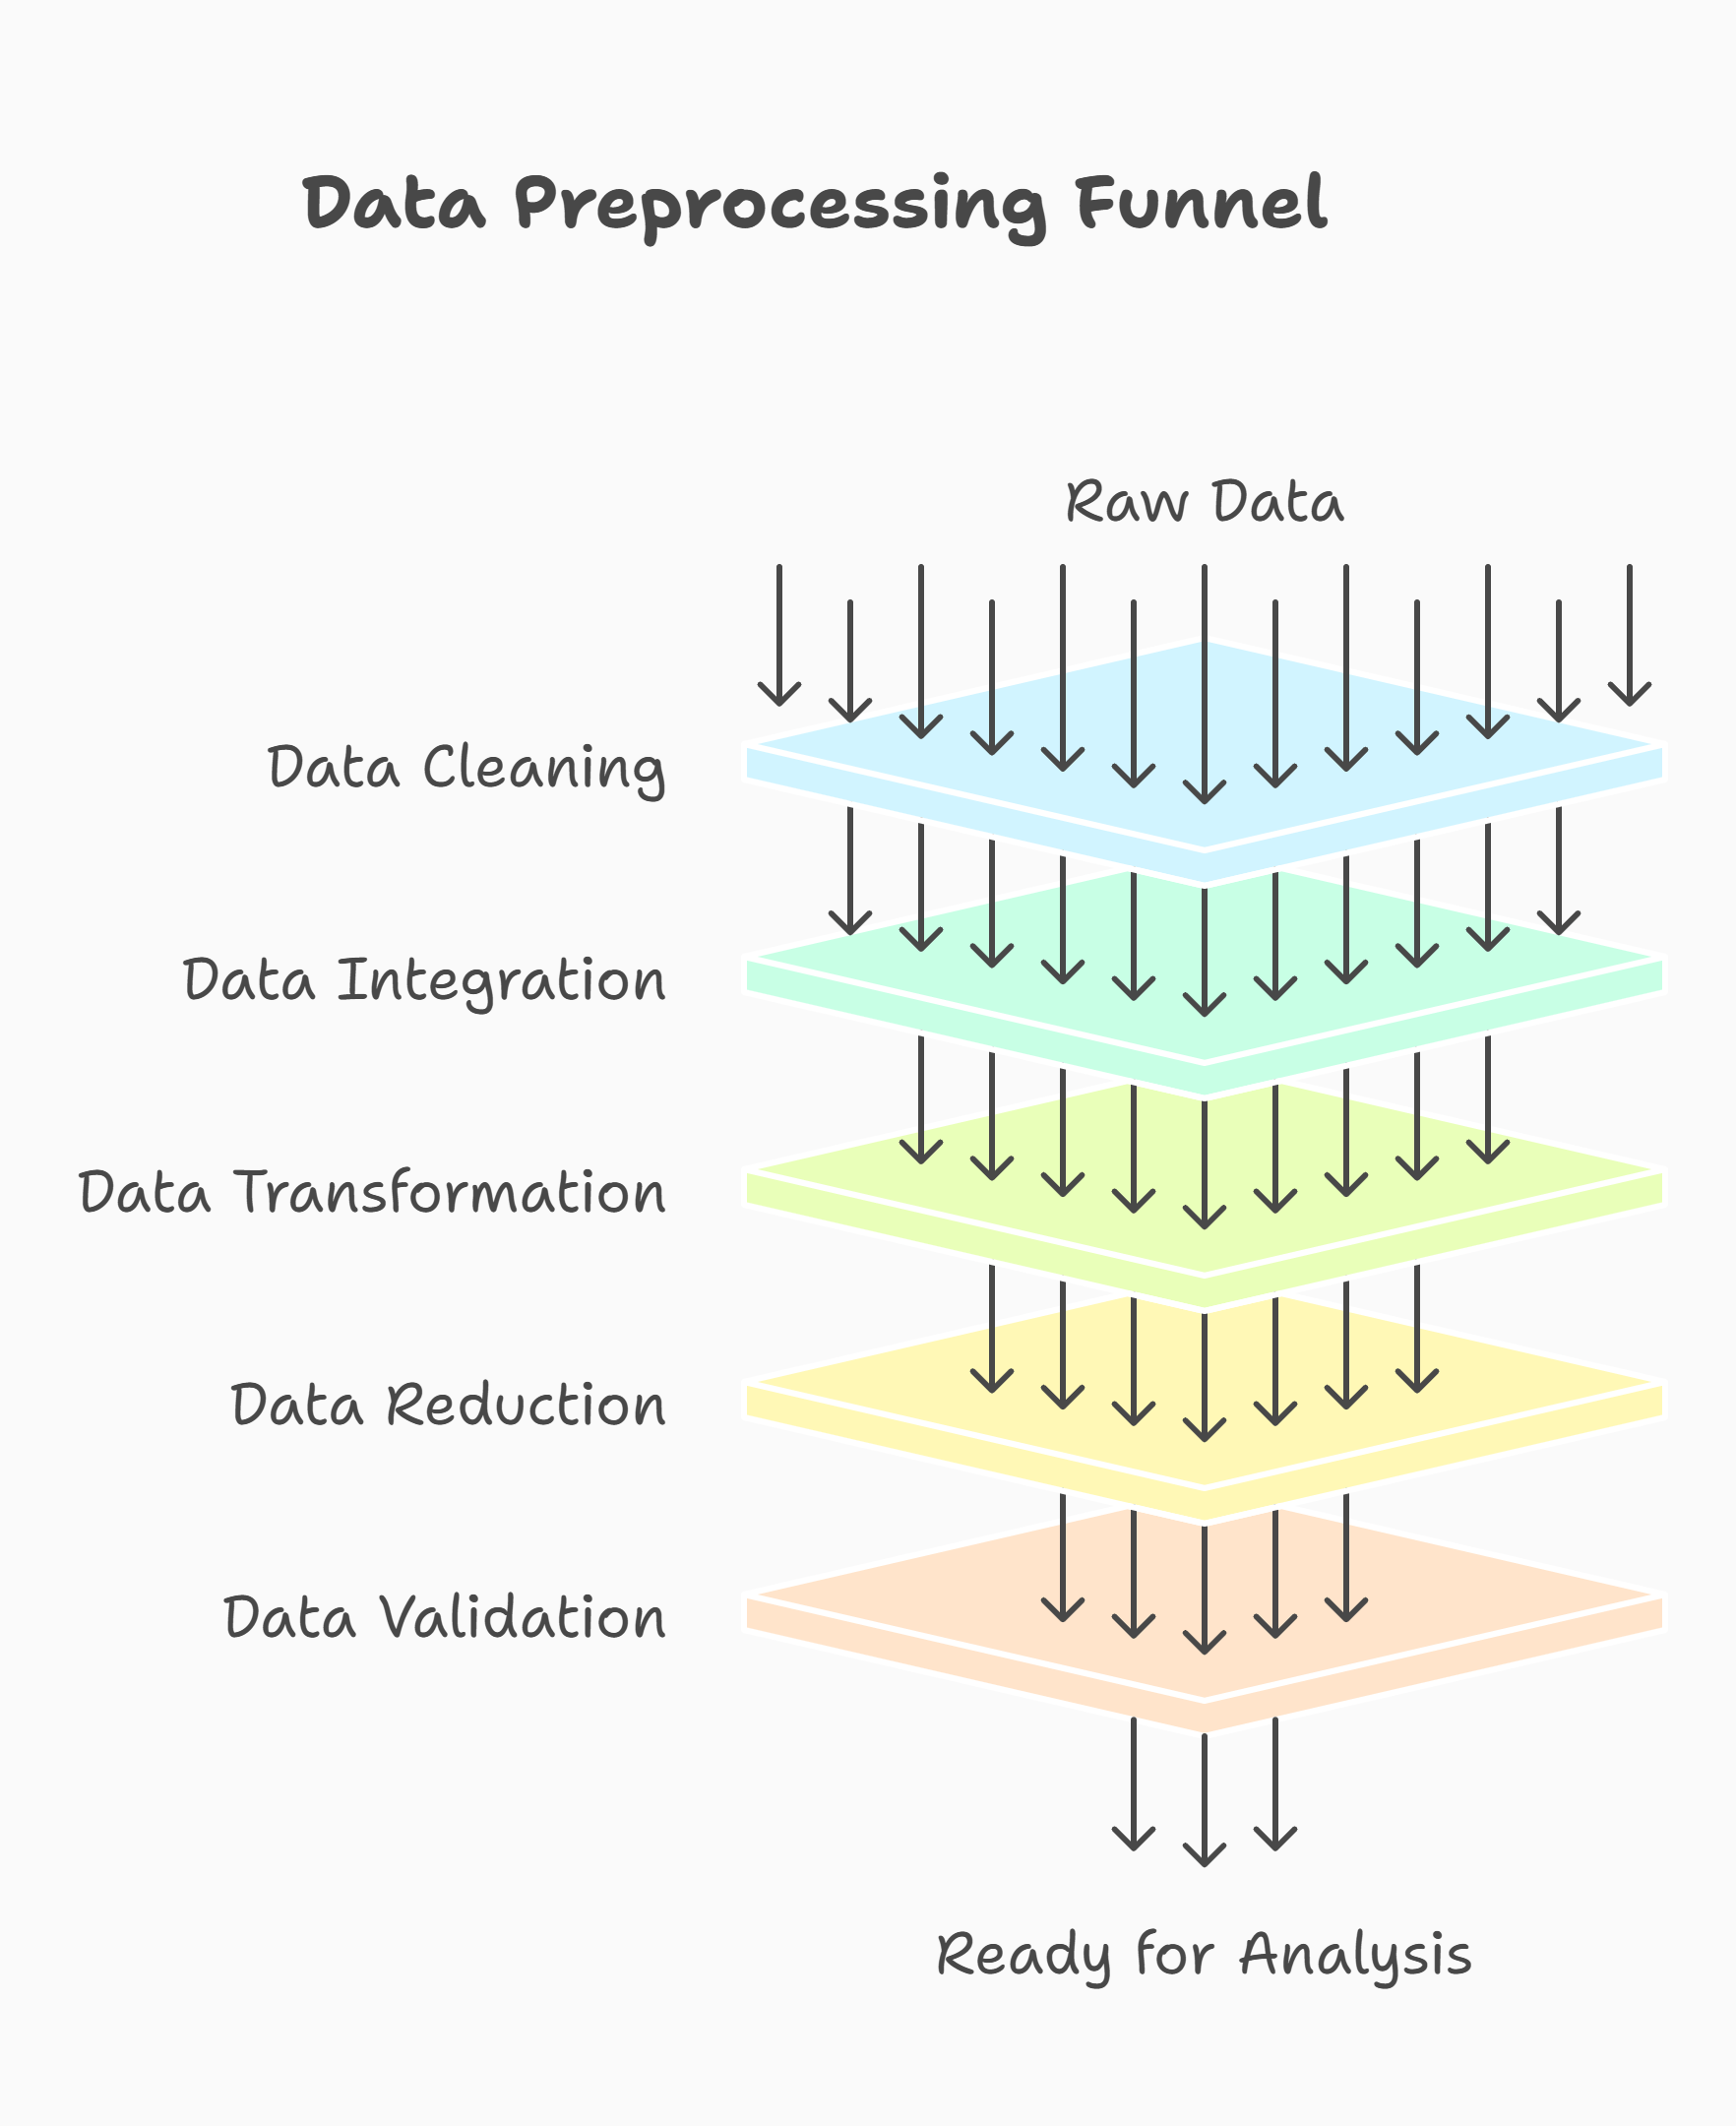 Data Preprocessing Funnel
Raw Data
Data Cleaning
Data Integration
Data Transformation
Data Reduction
Data Validation
Ready for Analysis